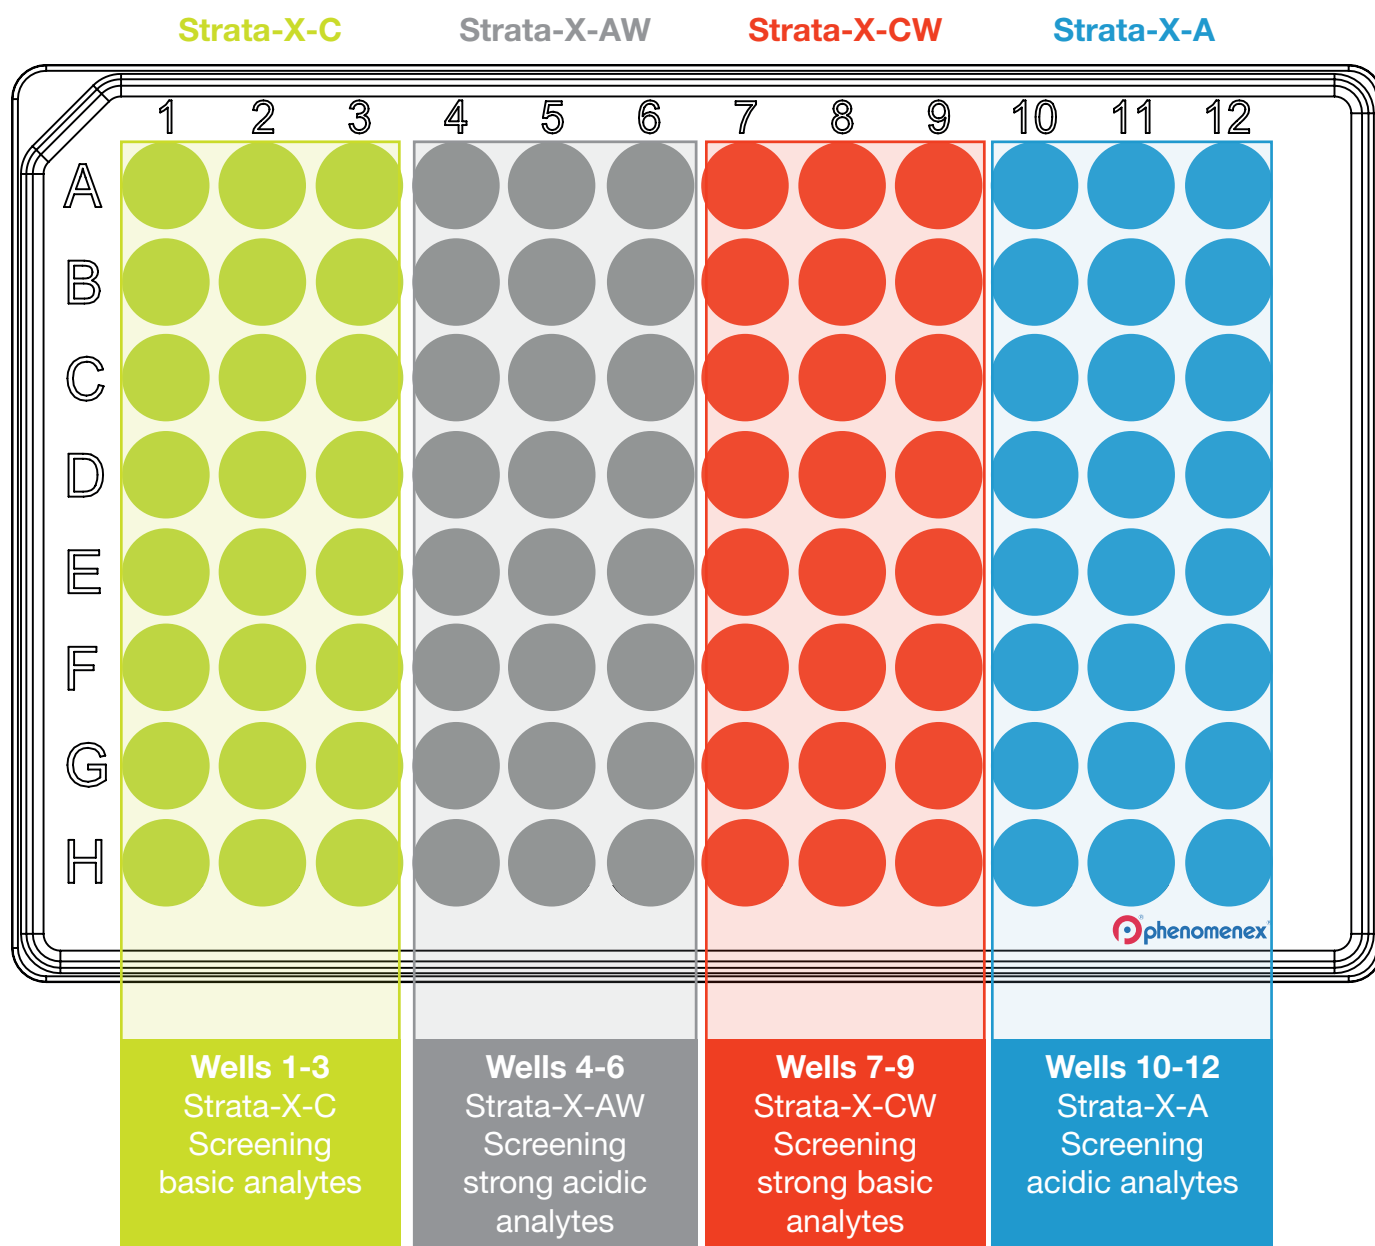 Strata-X-C Strata-X-AW Strata-X-CW Strata-X-A
1 2 3 4 5 6 7 8 9 10 11 12
A
B
C
D
E
F
G
H
phenomenex®
Wells 1-3
Strata-X-C
Screening
basic analytes
Wells 4-6
Strata-X-AW
Screening
strong acidic
analytes
Wells 7-9
Strata-X-CW
Screening
strong basic
analytes
Wells 10-12
Strata-X-A
Screening
acidic analytes